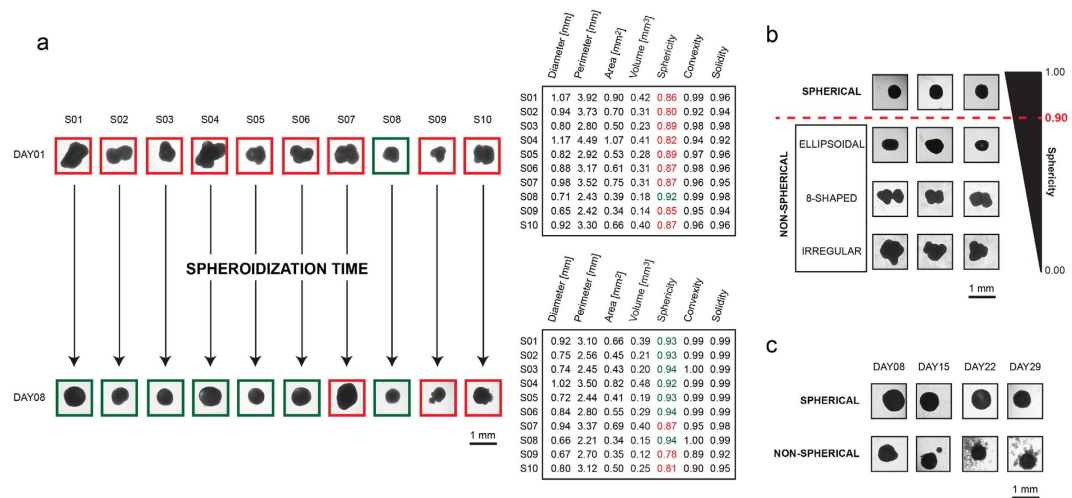 a
S01 S02 S03 S04 S05 S06 S07 S08 S09 S10
DAY01
SPHEROIDIZATION TIME
DAY08
1 mm
Diameter [mm] Perimeter [mm] Area [mm²] Volume [mm³] Sphericity Convexity Solidity
S01 1.07 3.92 0.90 0.42 0.86 0.99 0.96
S02 0.94 3.73 0.70 0.31 0.80 0.92 0.94
S03 0.80 2.80 0.50 0.23 0.89 0.98 0.98
S04 1.17 4.49 1.07 0.41 0.82 0.94 0.92
S05 0.82 2.92 0.53 0.28 0.89 0.97 0.96
S06 0.88 3.17 0.61 0.31 0.87 0.98 0.96
S07 0.98 3.52 0.75 0.31 0.87 0.96 0.95
S08 0.71 2.43 0.39 0.18 0.92 0.99 0.98
S09 0.65 2.42 0.34 0.14 0.85 0.95 0.94
S10 0.92 3.30 0.66 0.40 0.87 0.96 0.96
Diameter [mm] Perimeter [mm] Area [mm²] Volume [mm³] Sphericity Convexity Solidity
S01 0.92 3.10 0.66 0.39 0.93 0.99 0.99
S02 0.75 2.56 0.45 0.21 0.93 0.99 0.99
S03 0.74 2.45 0.43 0.20 0.94 1.00 0.99
S04 1.02 3.50 0.82 0.48 0.92 0.99 0.99
S05 0.72 2.44 0.41 0.19 0.93 0.99 0.99
S06 0.84 2.80 0.55 0.29 0.94 0.99 0.99
S07 0.94 3.37 0.69 0.40 0.87 0.95 0.98
S08 0.66 2.21 0.34 0.15 0.94 1.00 0.99
S09 0.67 2.70 0.35 0.12 0.78 0.89 0.92
S10 0.80 3.12 0.50 0.25 0.81 0.90 0.95
b
SPHERICAL
1.00
0.90
NON-SPHERICAL
ELLIPSOIDAL
8-SHAPED
IRREGULAR
Sphericity
0.00
1 mm
c
DAY08 DAY15 DAY22 DAY29
SPHERICAL
NON-SPHERICAL
1 mm